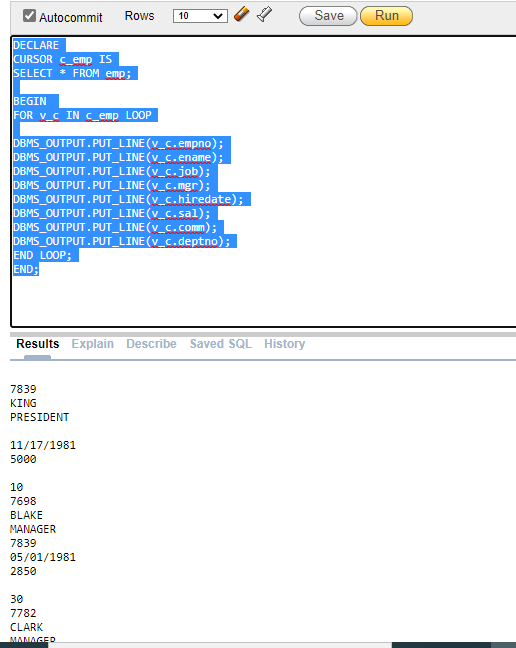 Autocommit Rows 10 Save Run
DECLARE
CURSOR c_emp IS
SELECT * FROM emp;
BEGIN
FOR v_c IN c_emp LOOP
DBMS_OUTPUT.PUT_LINE(v_c.empno);
DBMS_OUTPUT.PUT_LINE(v_c.ename);
DBMS_OUTPUT.PUT_LINE(v_c.job);
DBMS_OUTPUT.PUT_LINE(v_c.mgr);
DBMS_OUTPUT.PUT_LINE(v_c.hiredate);
DBMS_OUTPUT.PUT_LINE(v_c.sal);
DBMS_OUTPUT.PUT_LINE(v_c.comm);
DBMS_OUTPUT.PUT_LINE(v_c.deptno);
END LOOP;
END;
Results Explain Describe Saved SQL History
7839
KING
PRESIDENT
11/17/1981
5000
10
7698
BLAKE
MANAGER
7839
05/01/1981
2850
30
7782
CLARK
MANAGER